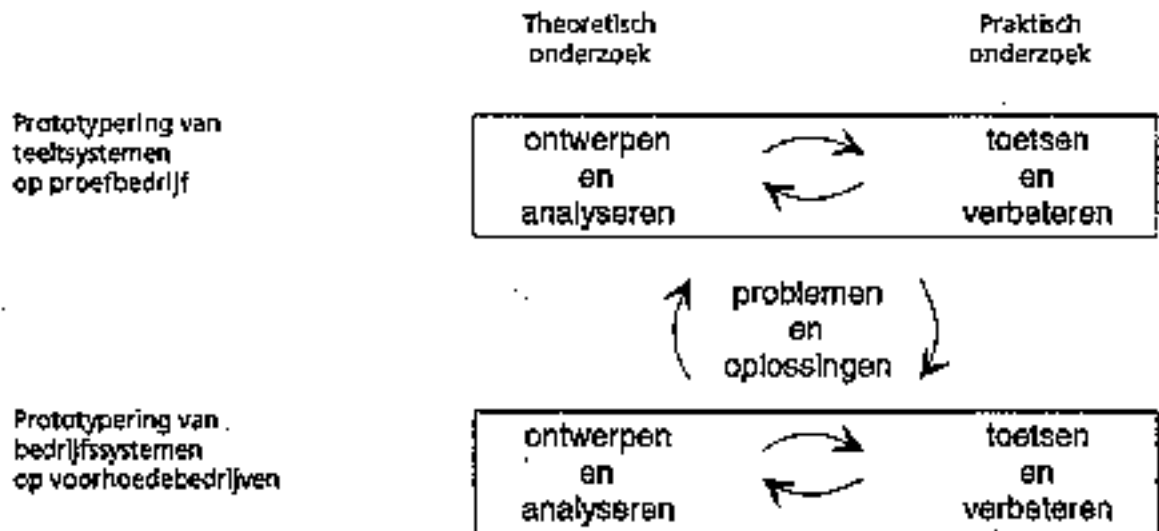 Theoretisch
onderzoek
Praktisch
onderzoek
Prototypering van
teeltsystemen
op proefbedrijf
ontwerpen
en
analyseren
toetsen
en
verbeteren
problemen
en
oplossingen
Prototypering van
bedrijfssystemen
op voorhoedebedrijven
ontwerpen
en
analyseren
toetsen
en
verbeteren